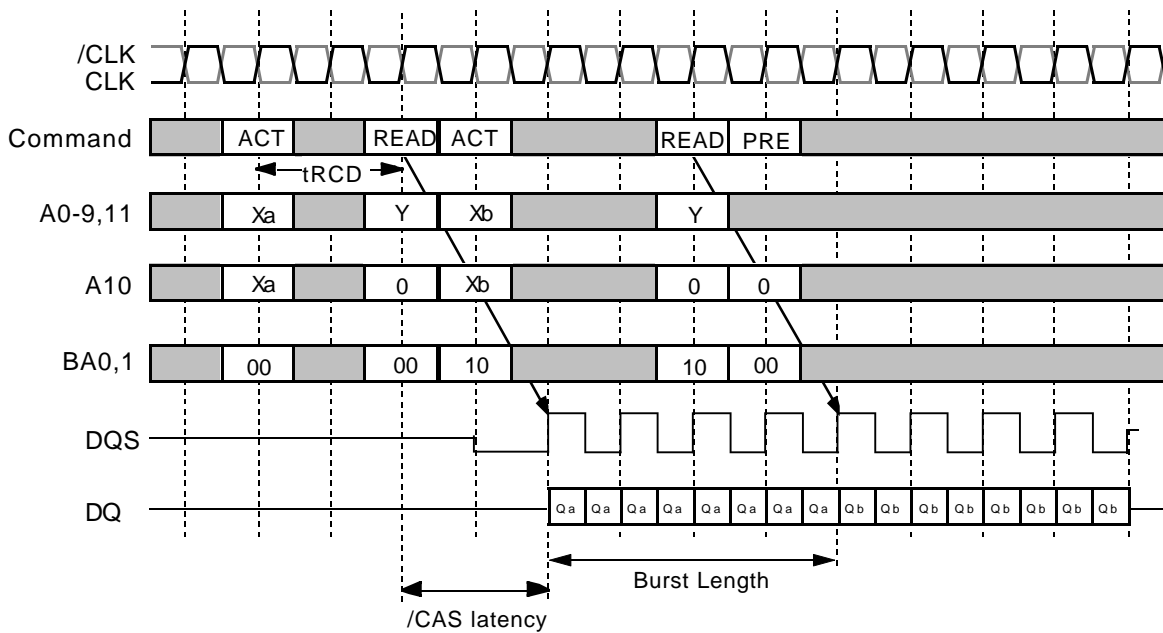 /CLK
CLK
Command ACT READ ACT READ PRE
tRCD
A0-9,11 Xa Y Xb Y
A10 Xa 0 Xb 0 0
BA0,1 00 00 10 10 00
DQS
DQ Qa Qa Qa Qa Qa Qa Qa Qa Qb Qb Qb Qb Qb Qb Qb Qb
Burst Length
/CAS latency